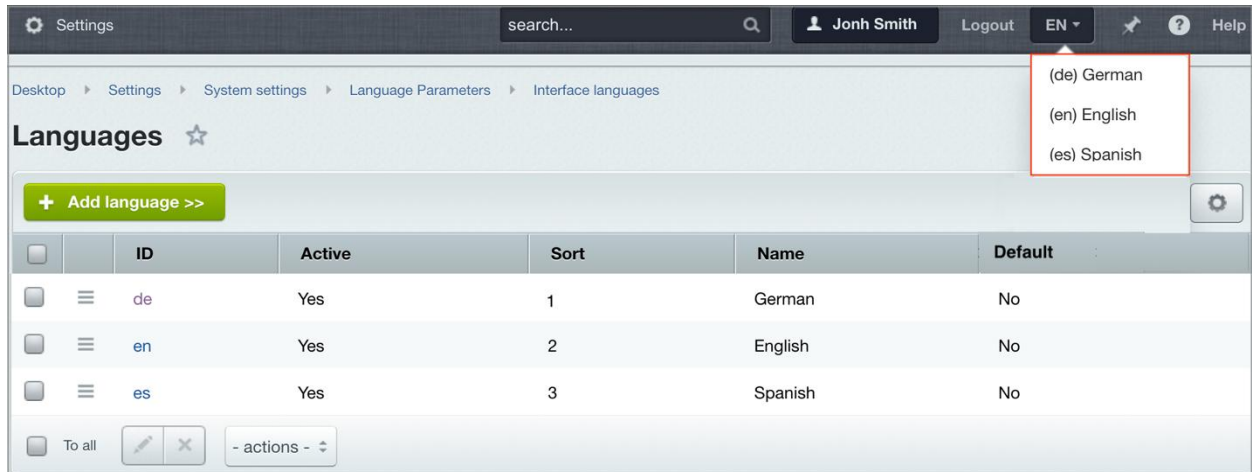 Settings search... Jonh Smith Logout EN ? Help
(de) German
(en) English
(es) Spanish
Desktop Settings System settings Language Parameters Interface languages
Languages
+ Add language >>
ID Active Sort Name Default
de Yes 1 German No
en Yes 2 English No
es Yes 3 Spanish No
To all - actions -